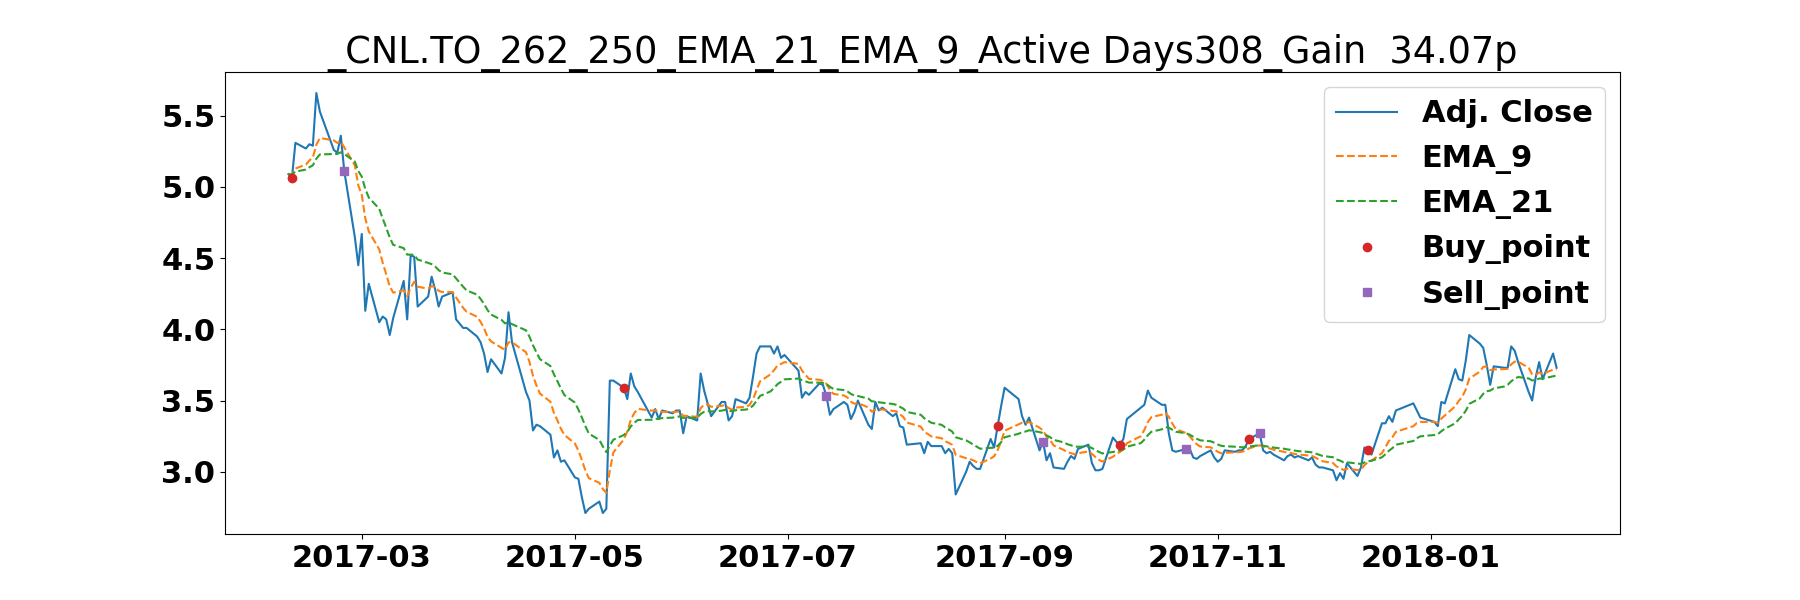 _CNL.TO_262_250_EMA_21_EMA_9_Active Days308_Gain  34.07p
5.5
5.0
4.5
4.0
3.5
3.0
Adj. Close
EMA_9
EMA_21
Buy_point
Sell_point
2017-03 2017-05 2017-07 2017-09 2017-11 2018-01